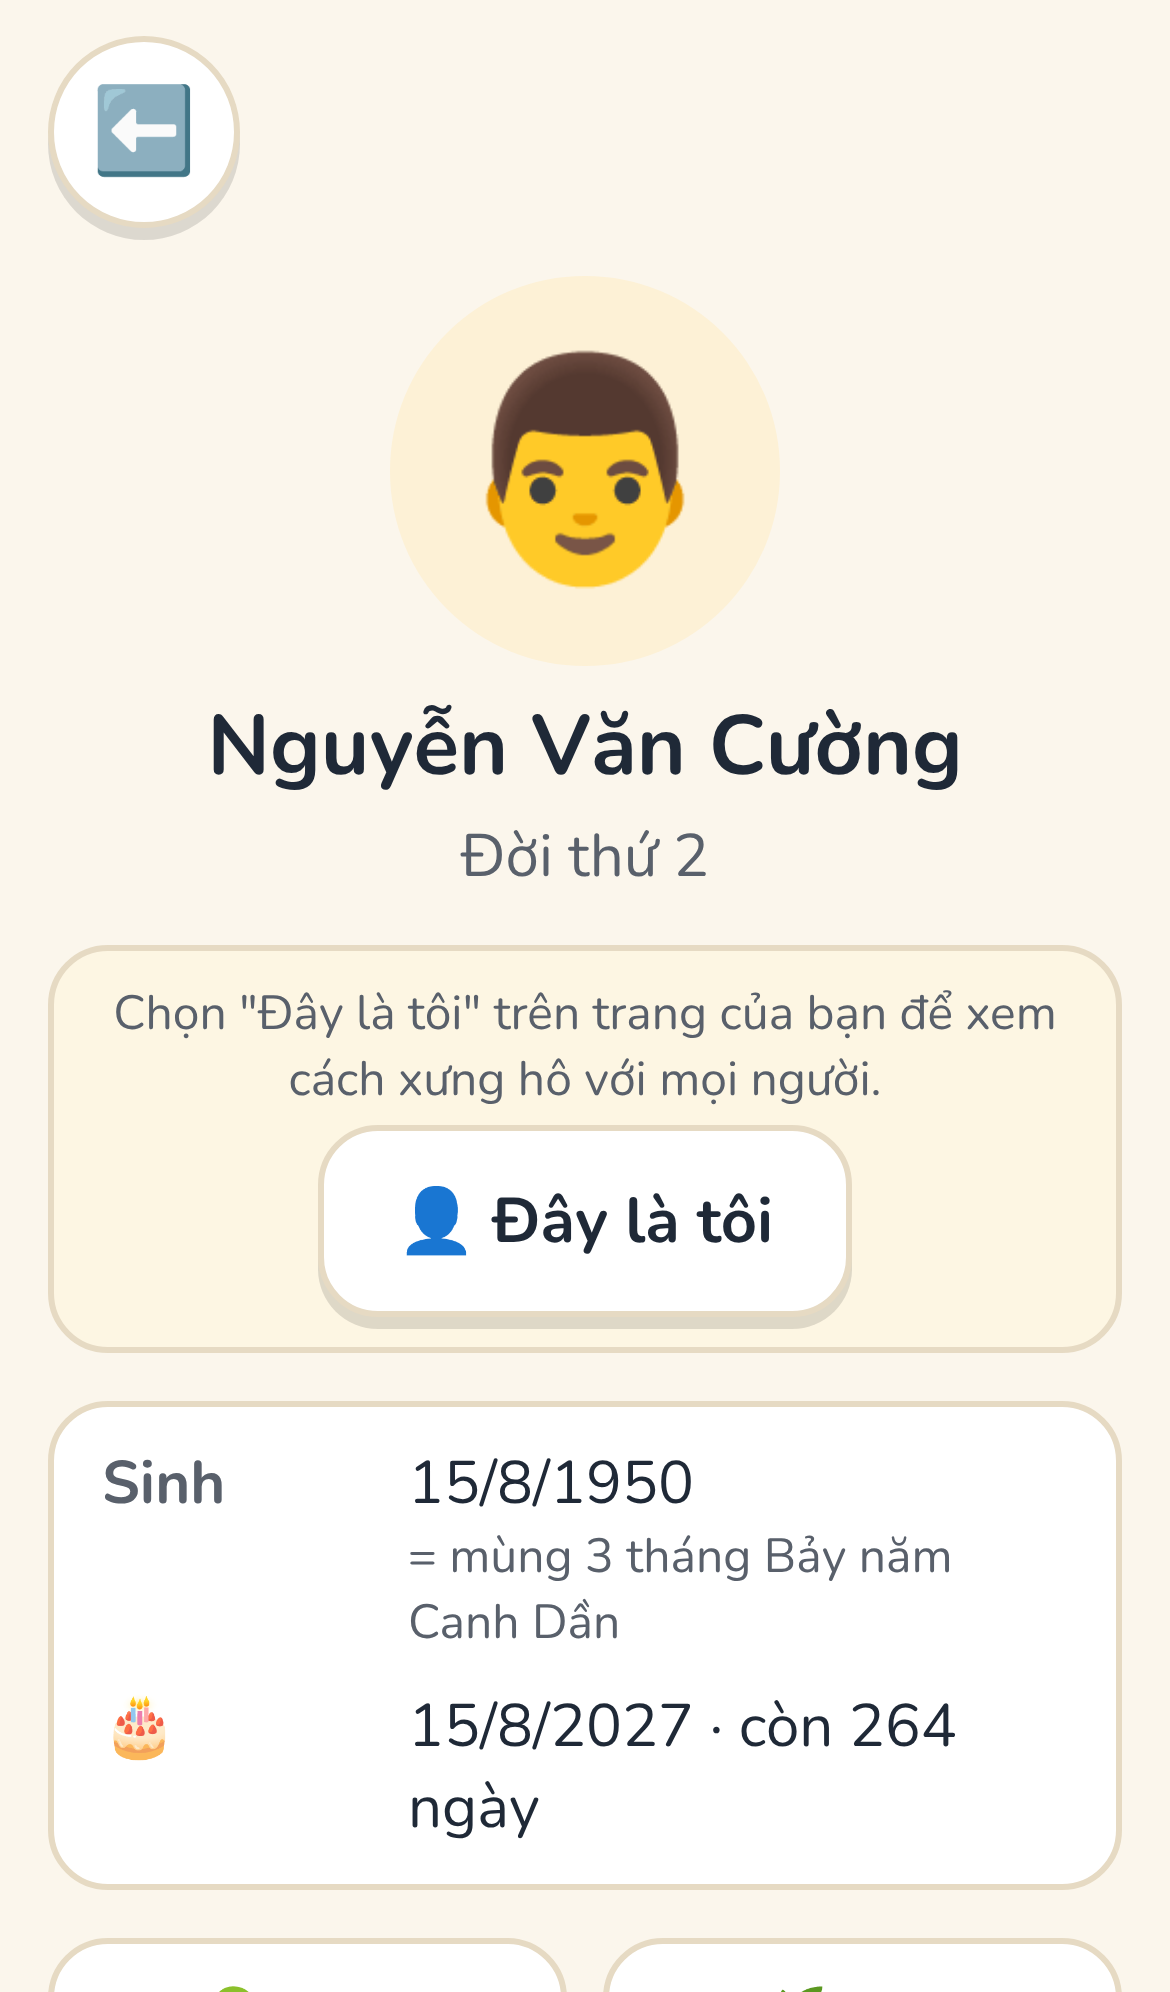 Nguyễn Văn Cường
Đời thứ 2
Chọn "Đây là tôi" trên trang của bạn để xem
cách xưng hô với mọi người.
Đây là tôi
Sinh
15/8/1950
= mùng 3 tháng Bảy năm
Canh Dần
15/8/2027 · còn 264
ngày